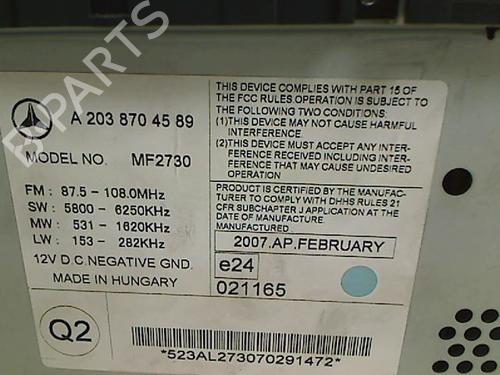 B-PARTS
A 203 870 45 89
MODEL NO. MF2730
FM : 87.5 - 108.0MHz
SW : 5800 - 6250KHz
MW : 531 - 1620KHz
LW : 153 - 282KHz
12V D.C. NEGATIVE GND.
MADE IN HUNGARY
THIS DEVICE COMPLIES WITH PART 15 OF
THE FCC RULES OPERATION IS SUBJECT TO
THE FOLLOWING TWO CONDITIONS:
(1)THIS DEVICE MAY NOT CAUSE HARMFUL
INTERFERENCE, AND
(2)THIS DEVICE MUST ACCEPT ANY INTERFER-
ENCE RECEIVED INCLUDING INTERFERENCE
THAT MAY CAUSE UNDESIRED OPERATION.
PRODUCT IS CERTIFIED BY THE MANUFAC-
TURER TO COMPLY WITH DHHS RULES 21
CFR SUBCHAPTER J APPLICATION AT THE
DATE OF MANUFACTURE.
MANUFACTURED:
2007.AP.FEBRUARY
e24
021165
Q2
*523AL273070291472*